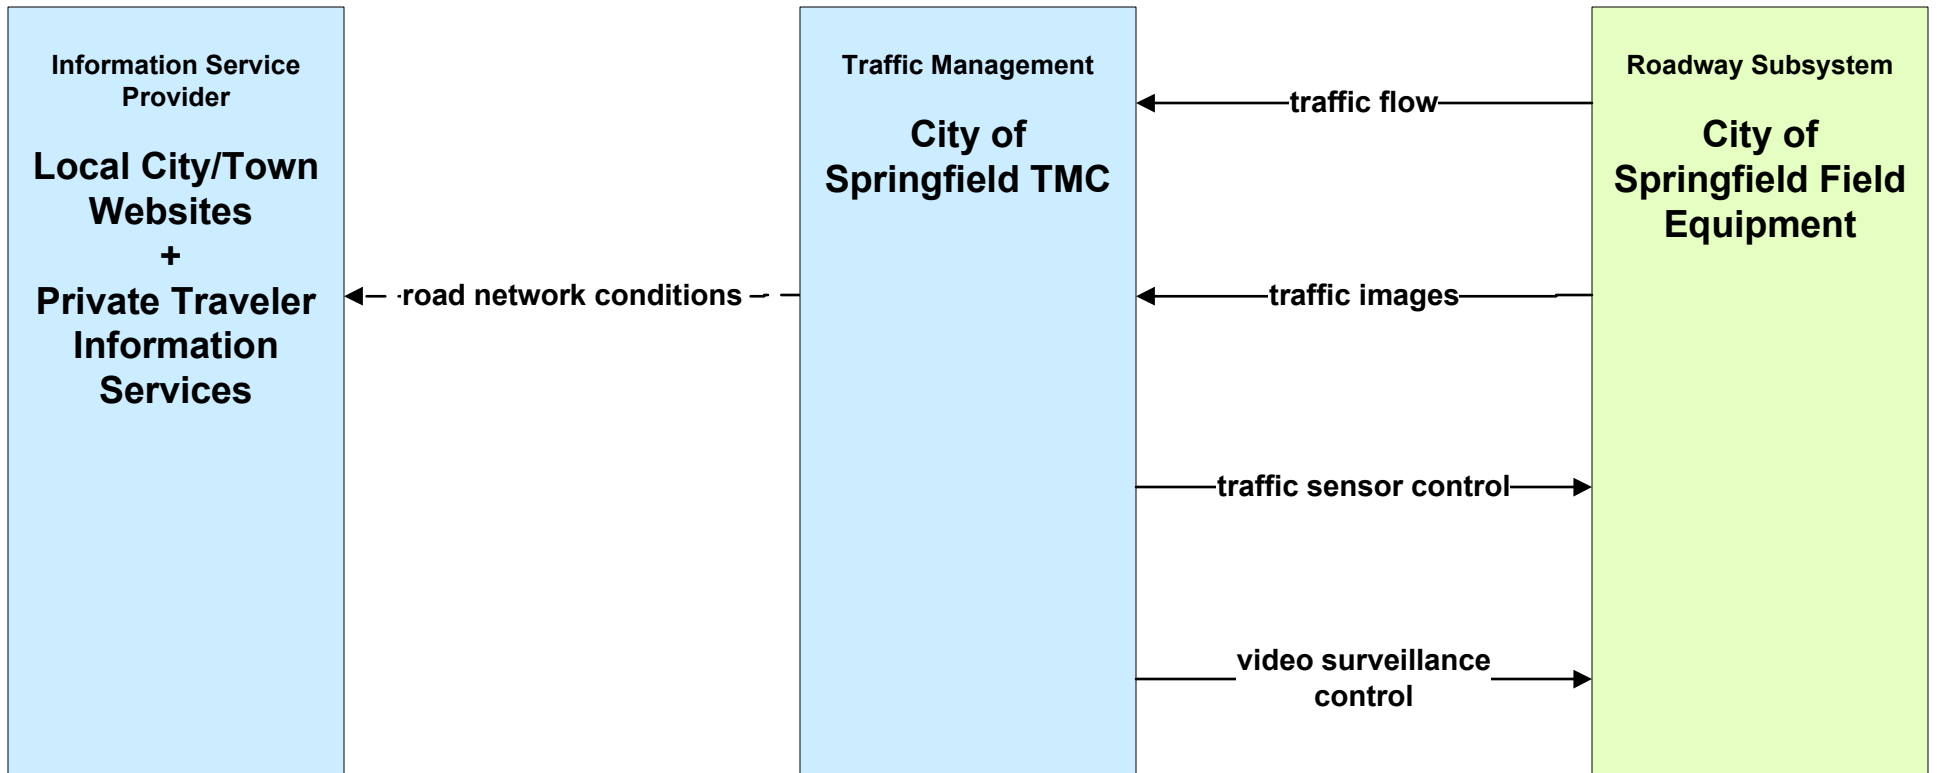 Information Service
Provider
Local City/Town
Websites
+
Private Traveler
Information
Services
road network conditions
Traffic Management
City of
Springfield TMC
traffic flow
traffic images
traffic sensor control
video surveillance
control
Roadway Subsystem
City of
Springfield Field
Equipment